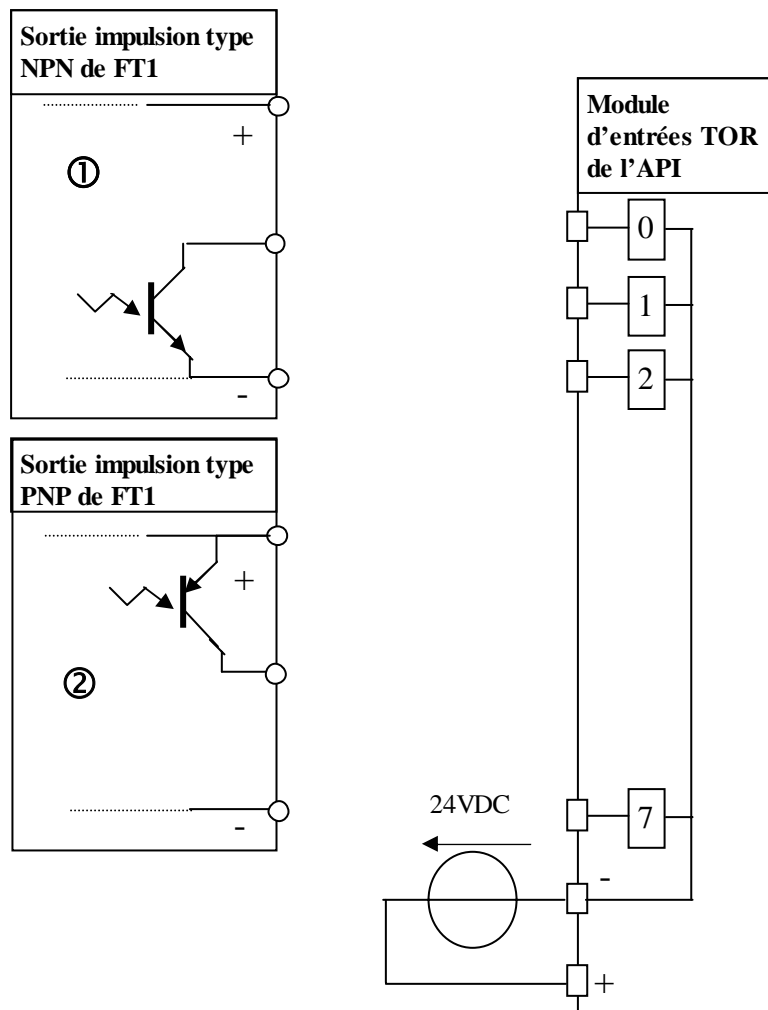 Sortie impulsion type
NPN de FT1
+
①
-
Sortie impulsion type
PNP de FT1
+
②
-
Module
d'entrées TOR
de l'API
0
1
2
7
24VDC
-
+